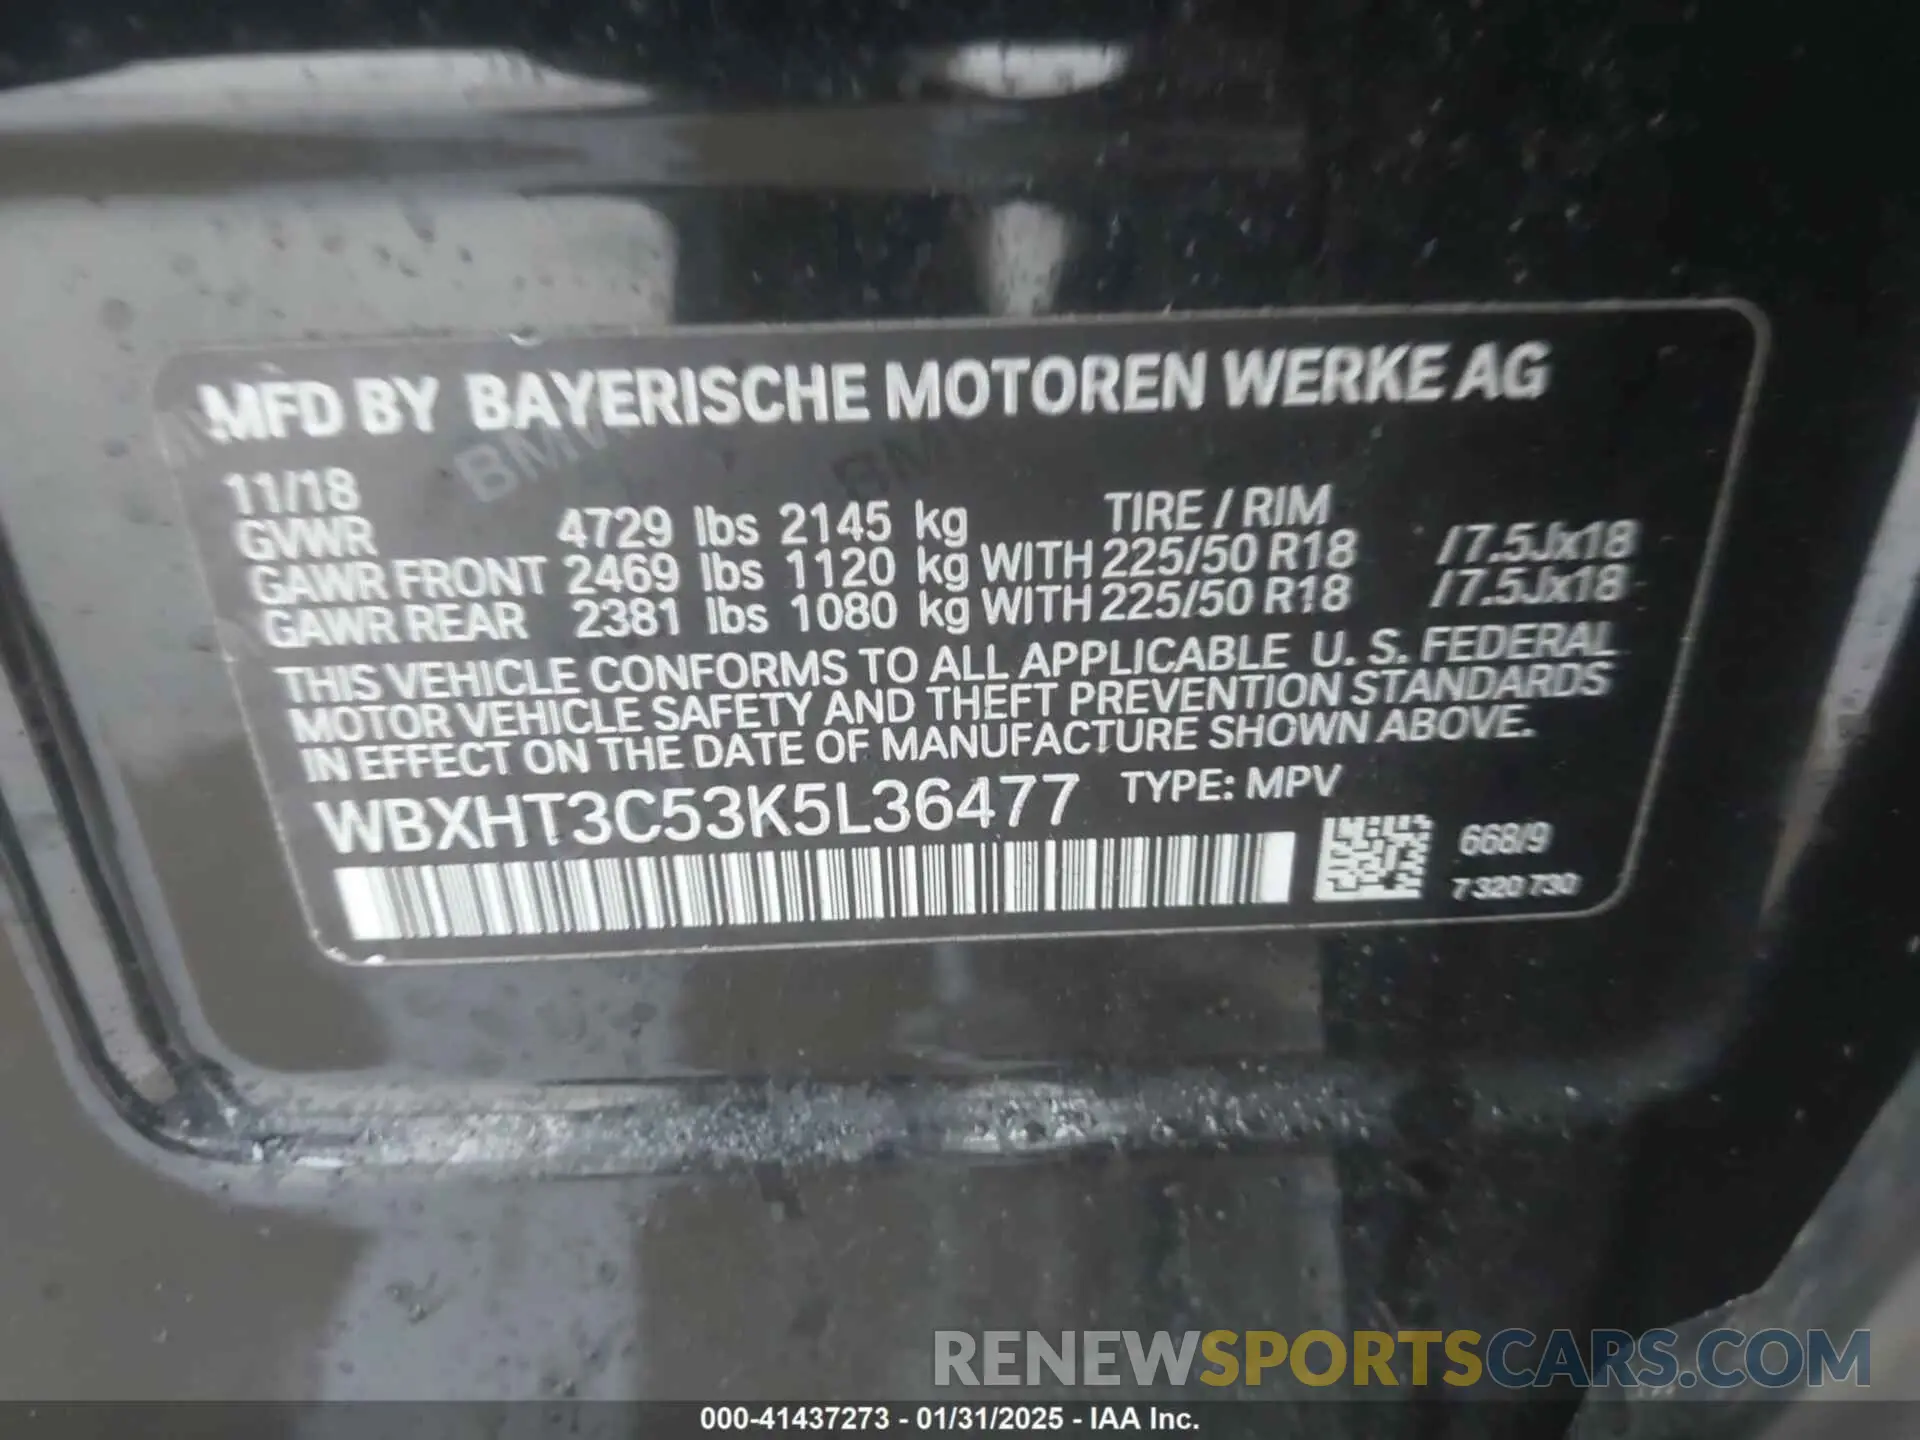 MFD BY BAYERISCHE MOTOREN WERKE AG
11/18
GVWR 4729 lbs 2145 kg TIRE / RIM
GAWR FRONT 2469 lbs 1120 kg WITH 225/50 R18 /7.5Jx18
GAWR REAR 2381 lbs 1080 kg WITH 225/50 R18 /7.5Jx18
THIS VEHICLE CONFORMS TO ALL APPLICABLE U. S. FEDERAL
MOTOR VEHICLE SAFETY AND THEFT PREVENTION STANDARDS
IN EFFECT ON THE DATE OF MANUFACTURE SHOWN ABOVE.
WBXHT3C53K5L36477 TYPE: MPV
668/9
7 320 730
RENEWSPORTSCARS.COM
000-41437273 - 01/31/2025 - IAA Inc.